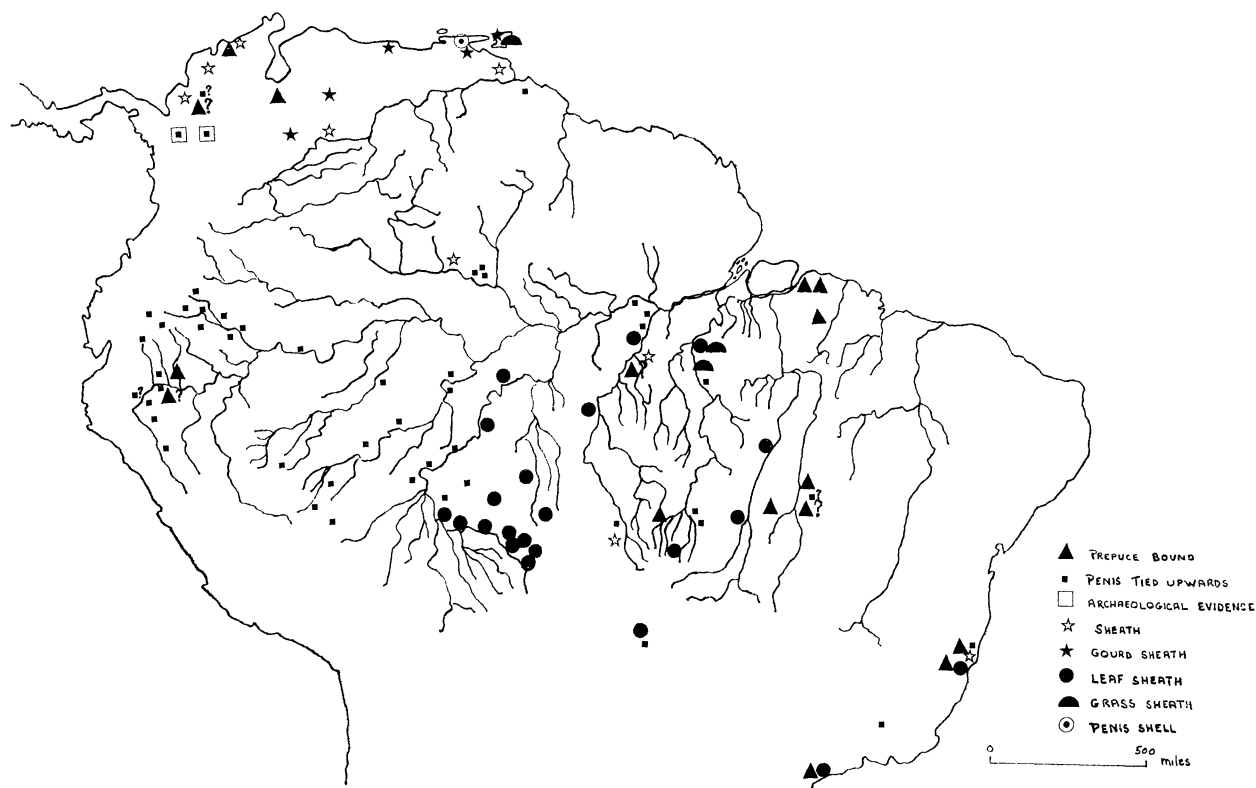 ?
?
?
?
?
?
?
PREPUCE BOUND
PENIS TIED UPWARDS
ARCHAEOLOGICAL EVIDENCE
SHEATH
GOURD SHEATH
LEAF SHEATH
GRASS SHEATH
PENIS SHELL
0 500 miles